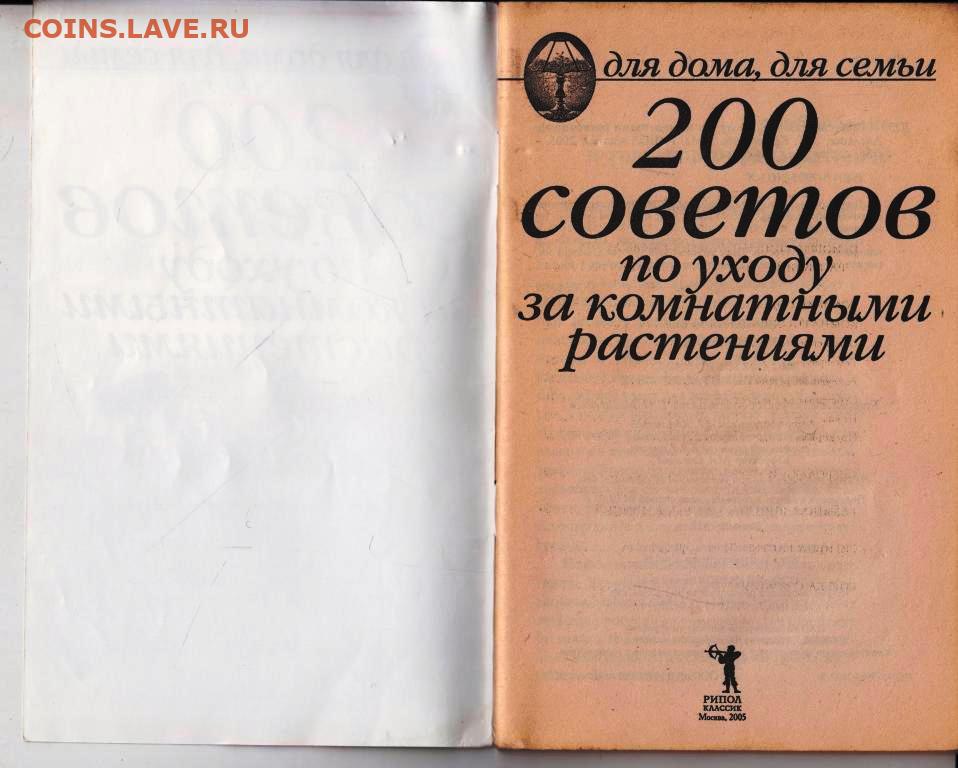 COINS.LAVE.RU
для дома, для семьи
200
советов
по уходу
за комнатными
растениями
РИПОЛ
КЛАССИК
Москва, 2005